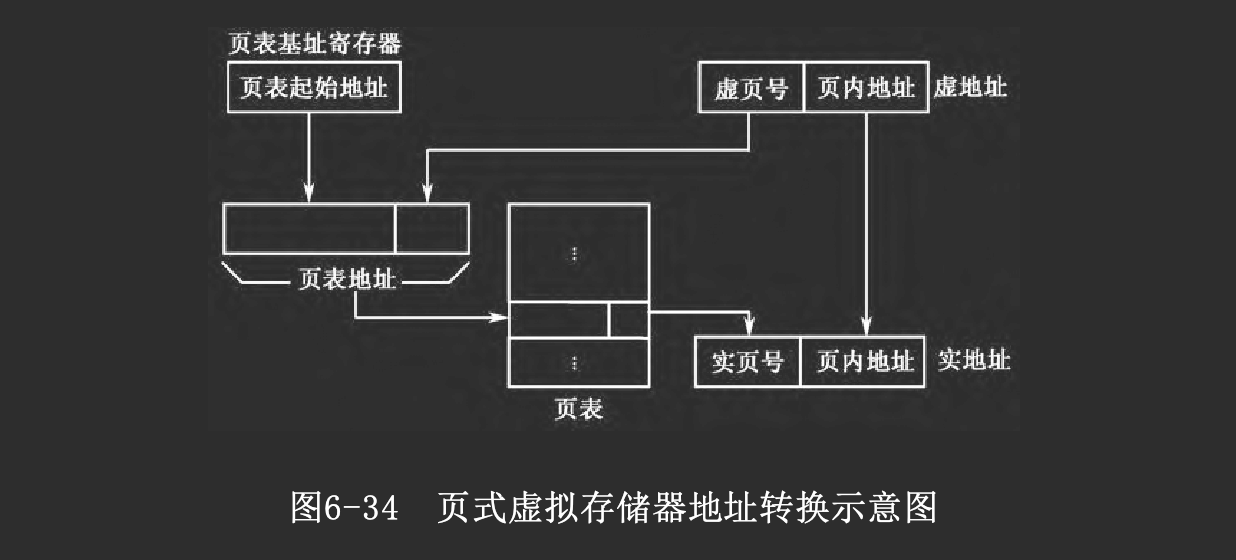 页表基址寄存器
页表起始地址
虚页号 页内地址 虚地址
页表地址
实页号 页内地址 实地址
页表
图6-34 页式虚拟存储器地址转换示意图